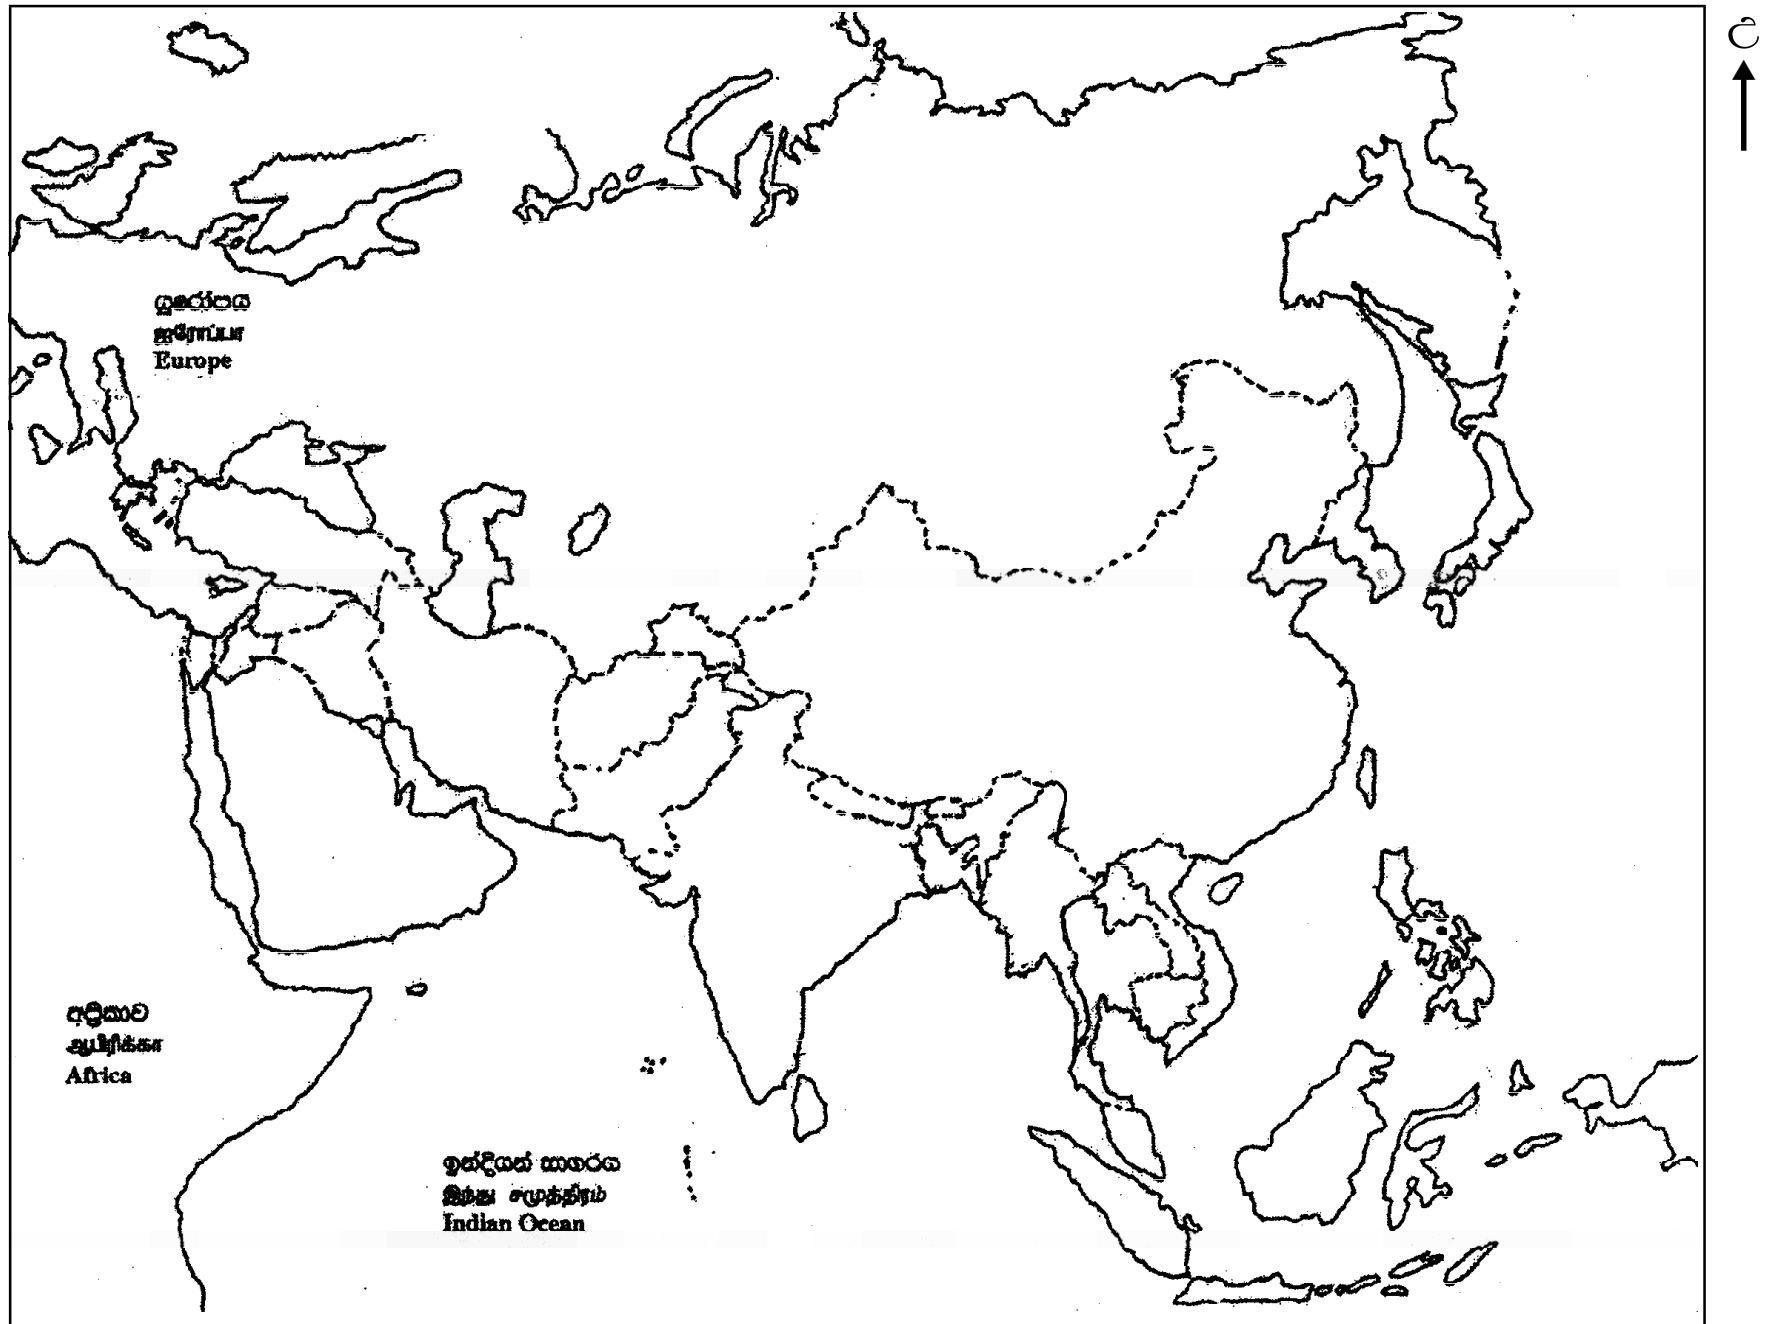 උ
යුරෝපය
ஐரோப்பா
Europe
අප්‍රිකාව
ஆபிரிக்கா
Africa
ඉන්දියන් සාගරය
இந்து சமுத்திரம்
Indian Ocean